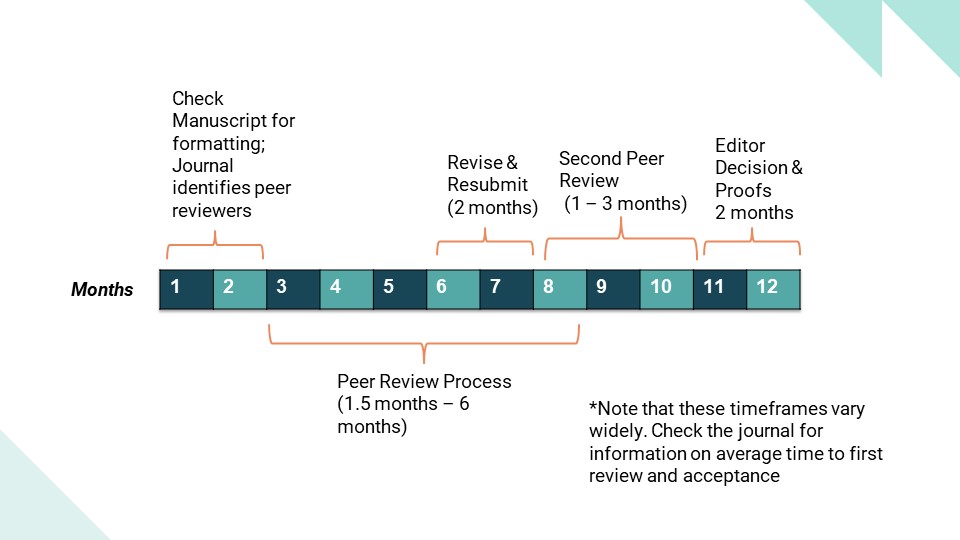 Check
Manuscript for
formatting;
Journal
identifies peer
reviewers
Revise &
Resubmit
(2 months)
Second Peer
Review
(1 – 3 months)
Editor
Decision &
Proofs
2 months
Months
1 2 3 4 5 6 7 8 9 10 11 12
Peer Review Process
(1.5 months – 6
months)
*Note that these timeframes vary
widely. Check the journal for
information on average time to first
review and acceptance